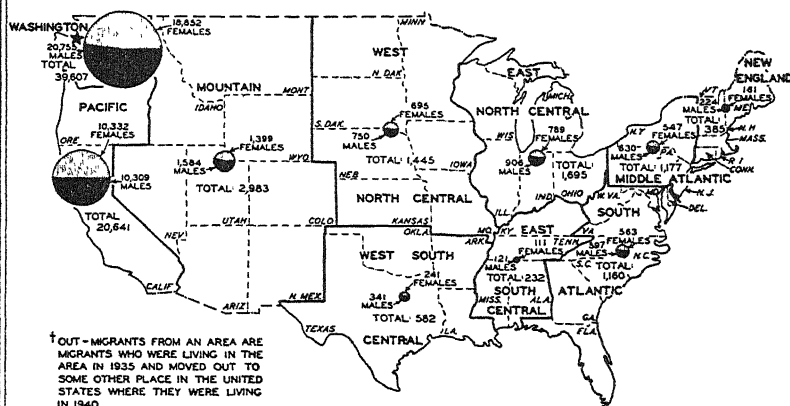 WASHINGTON
18,852
FEMALES
20,755
MALES
TOTAL
39,607
PACIFIC
10,332
FEMALES
ORE
10,309
MALES
TOTAL
20,641
CALIF
MOUNTAIN
IDAHO
MONT
1,399
FEMALES
1,584
MALES
WYO
TOTAL: 2,983
UTAH
COLO
NEV
ARIZ
N. MEX.
MINN
WEST
N. DAK
695
FEMALES
S. DAK
750
MALES
TOTAL: 1,445
IOWA
NEB
NORTH CENTRAL
KANSAS
MO.
OKLA.
ARK.
WEST SOUTH
241
FEMALES
341
MALES
TOTAL: 582
TEXAS
CENTRAL
LA.
EAST
MICH.
NORTH CENTRAL
WIS
789
FEMALES
906
MALES
TOTAL:
1,695
ILL.
IND.
OHIO
KY
EAST
TENN.
111
FEMALES
121
MALES
TOTAL: 232
SOUTH
CENTRAL
MISS.
ALA.
NEW
ENGLAND
VT
161
FEMALES
ME.
224
MALES
TOTAL:
385
N. H.
MASS.
R I
CONN.
N.Y
547
FEMALES
630
MALES
PA.
TOTAL: 1,177
MIDDLE ATLANTIC
N. J.
DEL.
MD.
W. VA.
SOUTH
VA.
563
FEMALES
597
MALES
N.C.
S.C.
TOTAL:
1,160
ATLANTIC
GA.
FLA.
† OUT – MIGRANTS FROM AN AREA ARE
MIGRANTS WHO WERE LIVING IN THE
AREA IN 1935 AND MOVED OUT TO
SOME OTHER PLACE IN THE UNITED
STATES WHERE THEY WERE LIVING
IN 1940